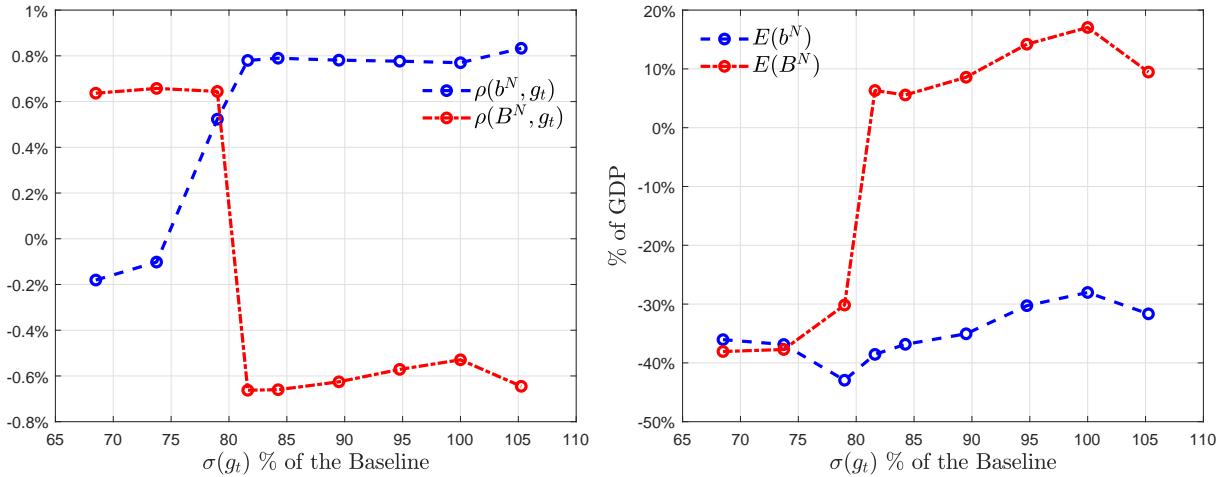 1%
0.8%
0.6%
0.4%
0.2%
0%
-0.2%
-0.4%
-0.6%
-0.8%
65 70 75 80 85 90 95 100 105 110
σ(g_t) % of the Baseline
ρ(b^N, g_t)
ρ(B^N, g_t)
20%
10%
0%
-10%
-20%
-30%
-40%
-50%
65 70 75 80 85 90 95 100 105 110
σ(g_t) % of the Baseline
% of GDP
E(b^N)
E(B^N)